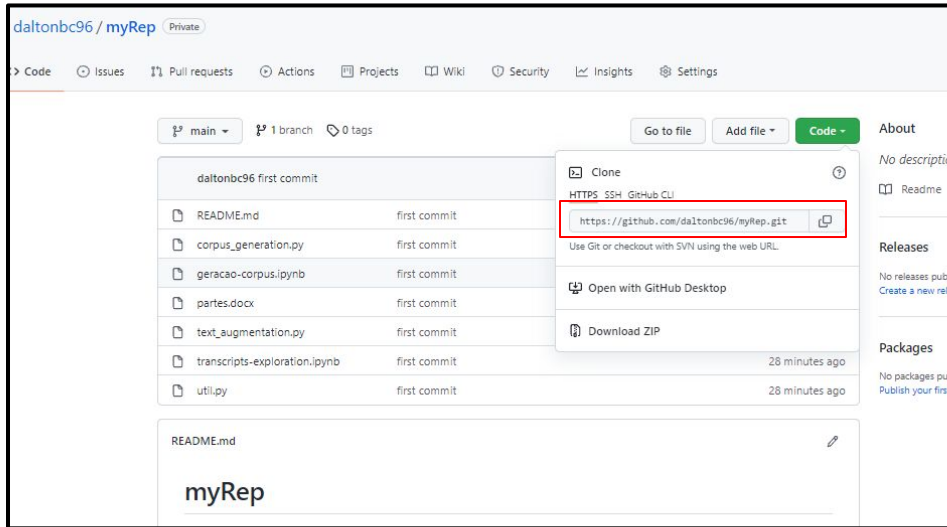 daltonbc96 / myRep Private
Code Issues Pull requests Actions Projects Wiki Security Insights Settings
main 1 branch 0 tags Go to file Add file Code
About
No descripti
Readme
daltonbc96 first commit
README.md first commit
corpus_generation.py first commit
geracao-corpus.ipynb first commit
partes.docx first commit
text_augmentation.py first commit
transcripts-exploration.ipynb first commit 28 minutes ago
util.py first commit 28 minutes ago
Clone
HTTPS SSH GitHub CLI
https://github.com/daltonbc96/myRep.git
Use Git or checkout with SVN using the web URL.
Open with GitHub Desktop
Download ZIP
Releases
No releases pub
Create a new rel
Packages
No packages pu
Publish your firs
README.md
myRep